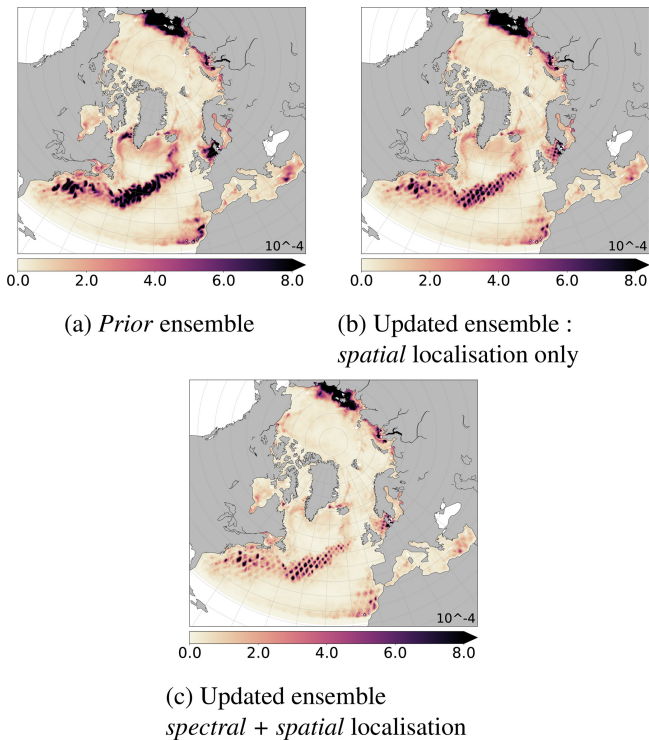 10^-4
10^-4
0.0 2.0 4.0 6.0 8.0
0.0 2.0 4.0 6.0 8.0
(a) Prior ensemble
(b) Updated ensemble :
spatial localisation only
10^-4
0.0 2.0 4.0 6.0 8.0
(c) Updated ensemble
spectral + spatial localisation